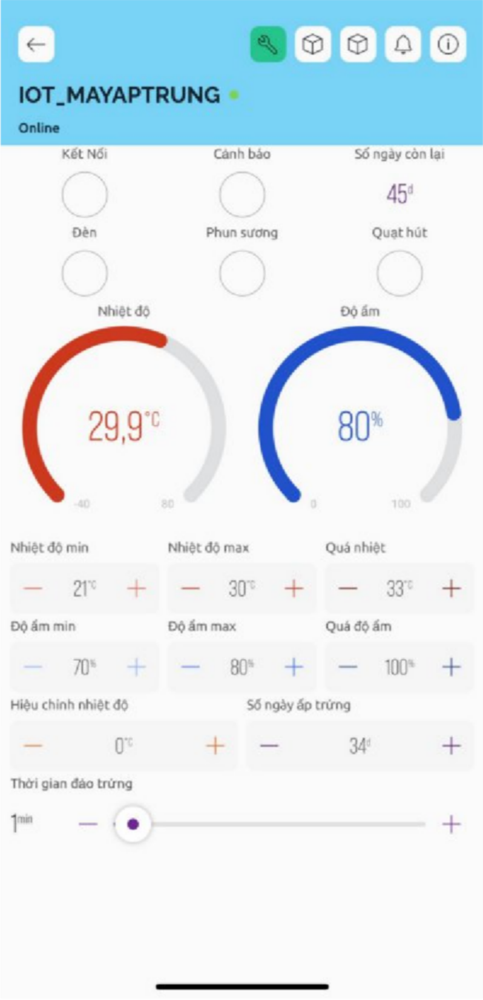 IOT_MAYAPTRUNG
Online
Kết Nối Cảnh báo Số ngày còn lại
45d
Đèn Phun sương Quạt hút
Nhiệt độ Độ ẩm
29,9°C 80%
-40 80 0 100
Nhiệt độ min Nhiệt độ max Quá nhiệt
— 21°C + — 30°C + — 33°C +
Độ ẩm min Độ ẩm max Quá độ ẩm
— 70% + — 80% + — 100% +
Hiệu chỉnh nhiệt độ Số ngày ấp trứng
— 0°C + — 34d +
Thời gian đảo trứng
1min — +